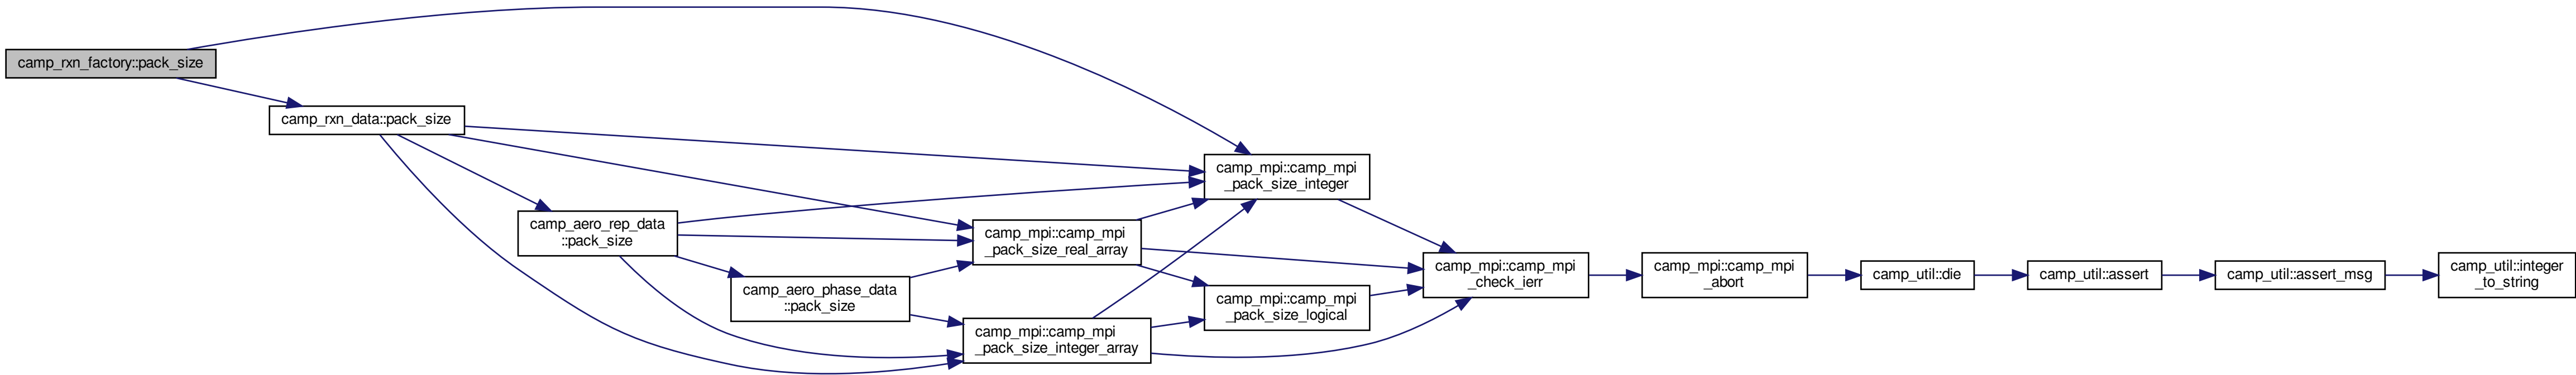 camp_rxn_factory::pack_size
camp_rxn_data::pack_size
camp_aero_rep_data
::pack_size
camp_aero_phase_data
::pack_size
camp_mpi::camp_mpi
_pack_size_real_array
camp_mpi::camp_mpi
_pack_size_integer_array
camp_mpi::camp_mpi
_pack_size_integer
camp_mpi::camp_mpi
_pack_size_logical
camp_mpi::camp_mpi
_check_ierr
camp_mpi::camp_mpi
_abort
camp_util::die
camp_util::assert
camp_util::assert_msg
camp_util::integer
_to_string